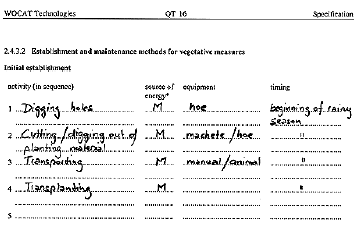 WOCAT Technologies QT 16 Specification
2.4.3.2 Establishment and maintenance methods for vegetative measures
Initial establishment
activity (in sequence) source of energy* equipment timing
1 Digging holes M hoe beginning of rainy season
2 Cutting/digging out of planting material M machete/hoe "
3 Transporting M manual/animal "
4 Transplanting M "
5